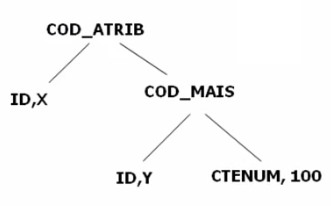 COD_ATRIB
ID,X
COD_MAIS
ID,Y
CTENUM, 100